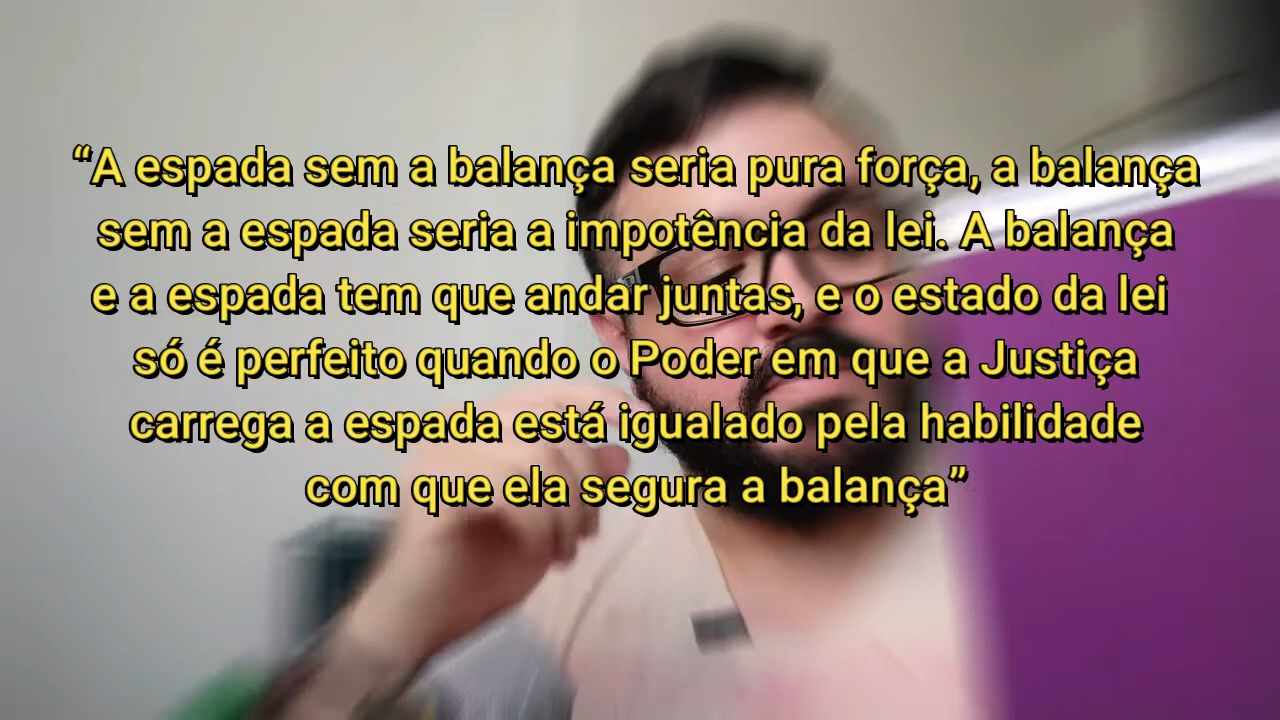 “A espada sem a balança seria pura força, a balança
sem a espada seria a impotência da lei. A balança
e a espada tem que andar juntas, e o estado da lei
só é perfeito quando o Poder em que a Justiça
carrega a espada está igualado pela habilidade
com que ela segura a balança”